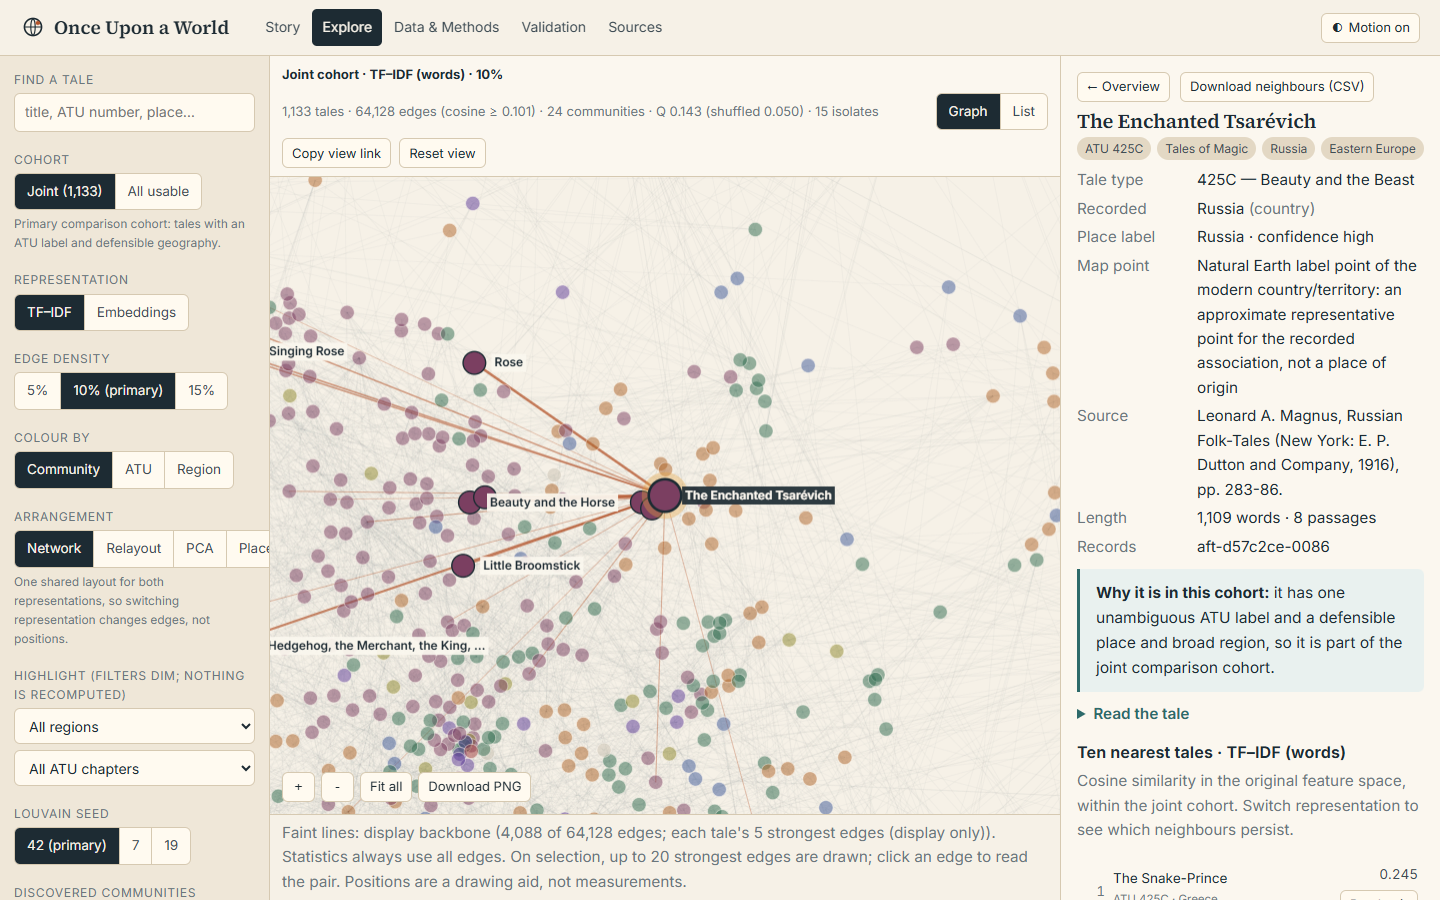 Once Upon a World
Story
Explore
Data & Methods
Validation
Sources
Motion on
FIND A TALE
title, ATU number, place...
COHORT
Joint (1,133)
All usable
Primary comparison cohort: tales with an
ATU label and defensible geography.
REPRESENTATION
TF–IDF
Embeddings
EDGE DENSITY
5%
10% (primary)
15%
COLOUR BY
Community
ATU
Region
ARRANGEMENT
Network
Relayout
PCA
Place
One shared layout for both
representations, so switching
representation changes edges, not
positions.
HIGHLIGHT (FILTERS DIM; NOTHING
IS RECOMPUTED)
All regions
All ATU chapters
LOUVAIN SEED
42 (primary)
7
19
DISCOVERED COMMUNITIES
Joint cohort · TF–IDF (words) · 10%
1,133 tales · 64,128 edges (cosine ≥ 0.101) · 24 communities · Q 0.143 (shuffled 0.050) · 15 isolates
Graph
List
Copy view link
Reset view
Singing Rose
Rose
The Enchanted Tsarévich
Beauty and the Horse
Little Broomstick
Hedgehog, the Merchant, the King, ...
+
-
Fit all
Download PNG
Faint lines: display backbone (4,088 of 64,128 edges; each tale's 5 strongest edges (display only)).
Statistics always use all edges. On selection, up to 20 strongest edges are drawn; click an edge to read
the pair. Positions are a drawing aid, not measurements.
← Overview
Download neighbours (CSV)
The Enchanted Tsarévich
ATU 425C
Tales of Magic
Russia
Eastern Europe
Tale type
425C — Beauty and the Beast
Recorded
Russia (country)
Place label
Russia · confidence high
Map point
Natural Earth label point of the
modern country/territory: an
approximate representative
point for the recorded
association, not a place of
origin
Source
Leonard A. Magnus, Russian
Folk-Tales (New York: E. P.
Dutton and Company, 1916),
pp. 283-86.
Length
1,109 words · 8 passages
Records
aft-d57c2ce-0086
Why it is in this cohort: it has one
unambiguous ATU label and a defensible
place and broad region, so it is part of the
joint comparison cohort.
Read the tale
Ten nearest tales · TF–IDF (words)
Cosine similarity in the original feature space,
within the joint cohort. Switch representation to
see which neighbours persist.
1
The Snake-Prince
0.245
ATU 425C · Greece